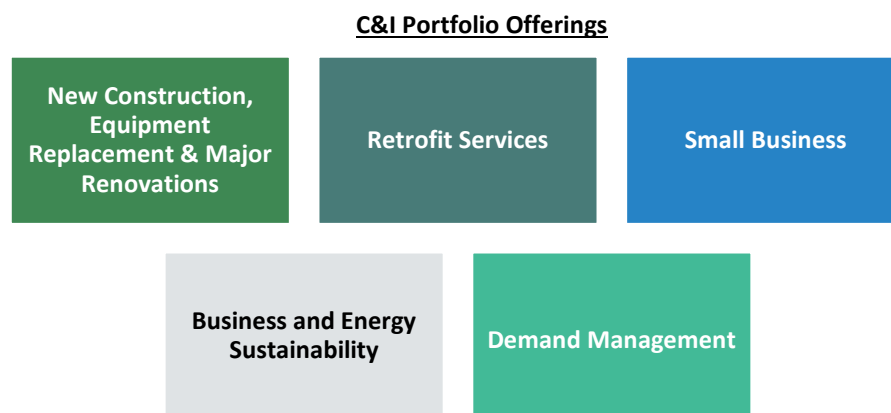 C&I Portfolio Offerings
New Construction,
Equipment
Replacement & Major
Renovations
Retrofit Services
Small Business
Business and Energy
Sustainability
Demand Management